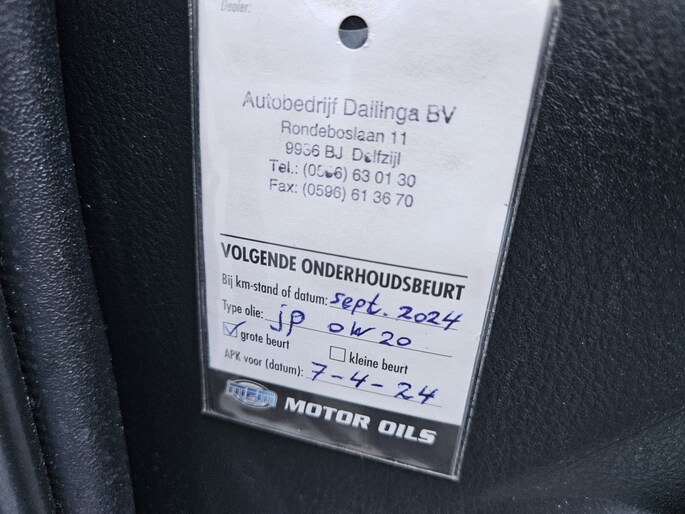 Dealer:
Autobedrijf Dallinga BV
Rondeboslaan 11
9936 BJ Delfzijl
Tel.: (0596) 63 01 30
Fax: (0596) 61 36 70
VOLGENDE ONDERHOUDSBEURT
Bij km-stand of datum: sept. 2024
Type olie: jp 0W20
grote beurt kleine beurt
APK voor (datum): 7-4-24
MPM MOTOR OILS